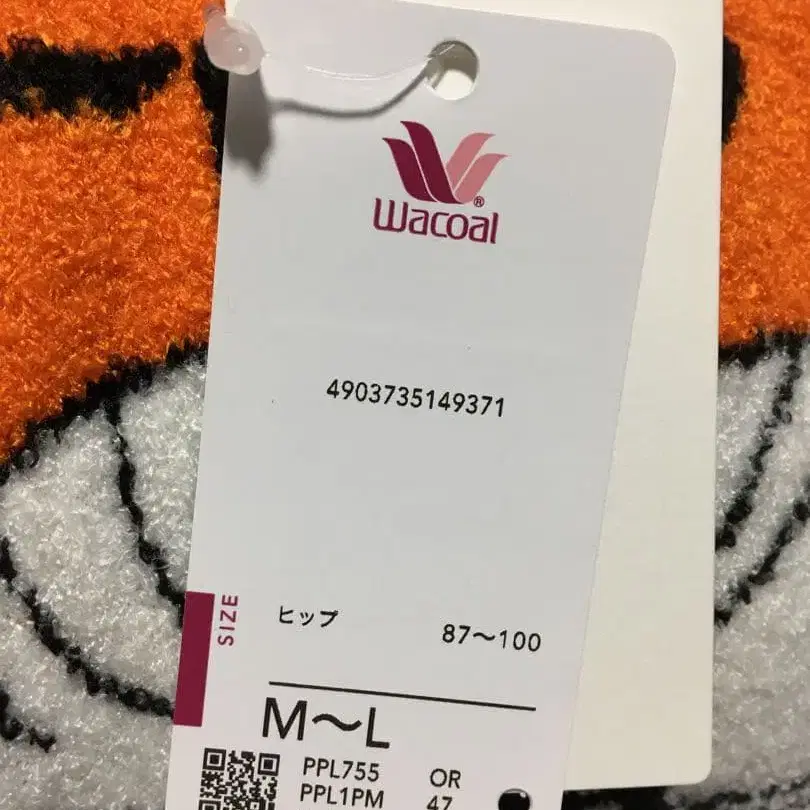 Wacoal®
4903735149371
SIZE
ヒップ 87〜100
M〜L
PPL755 OR
PPL1PM 47